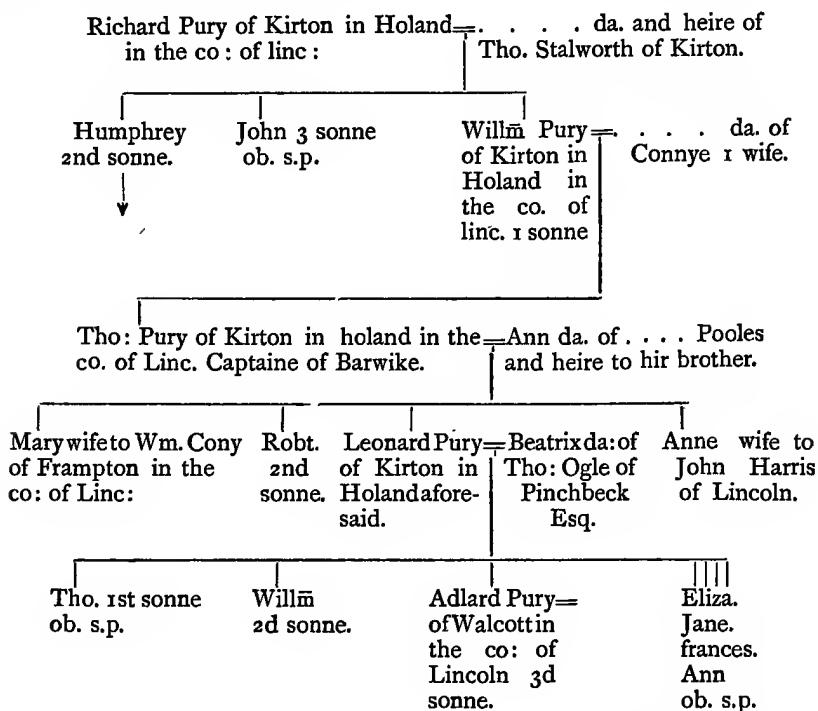 Richard Pury of Kirton in Holand=. . . . da. and heire of
in the co: of linc: Tho. Stalworth of Kirton.
Humphrey
2nd sonne.
John 3 sonne
ob. s.p.
Willm̄ Pury=. . . . da. of
of Kirton in Connye 1 wife.
Holand in
the co. of
linc. 1 sonne
Tho: Pury of Kirton in holand in the=Ann da. of . . . . Pooles
co. of Linc. Captaine of Barwike. and heire to hir brother.
Mary wife to Wm. Cony
of Frampton in the
co: of Linc:
Robt.
2nd
sonne.
Leonard Pury=
of Kirton in
Holand afore-
said.
Beatrix da: of
Tho: Ogle of
Pinchbeck
Esq.
Anne wife to
John Harris
of Lincoln.
Tho. 1st sonne
ob. s.p.
Willm̄
2d sonne.
Adlard Pury=
of Walcott in
the co: of
Lincoln 3d
sonne.
Eliza.
Jane.
frances.
Ann
ob. s.p.